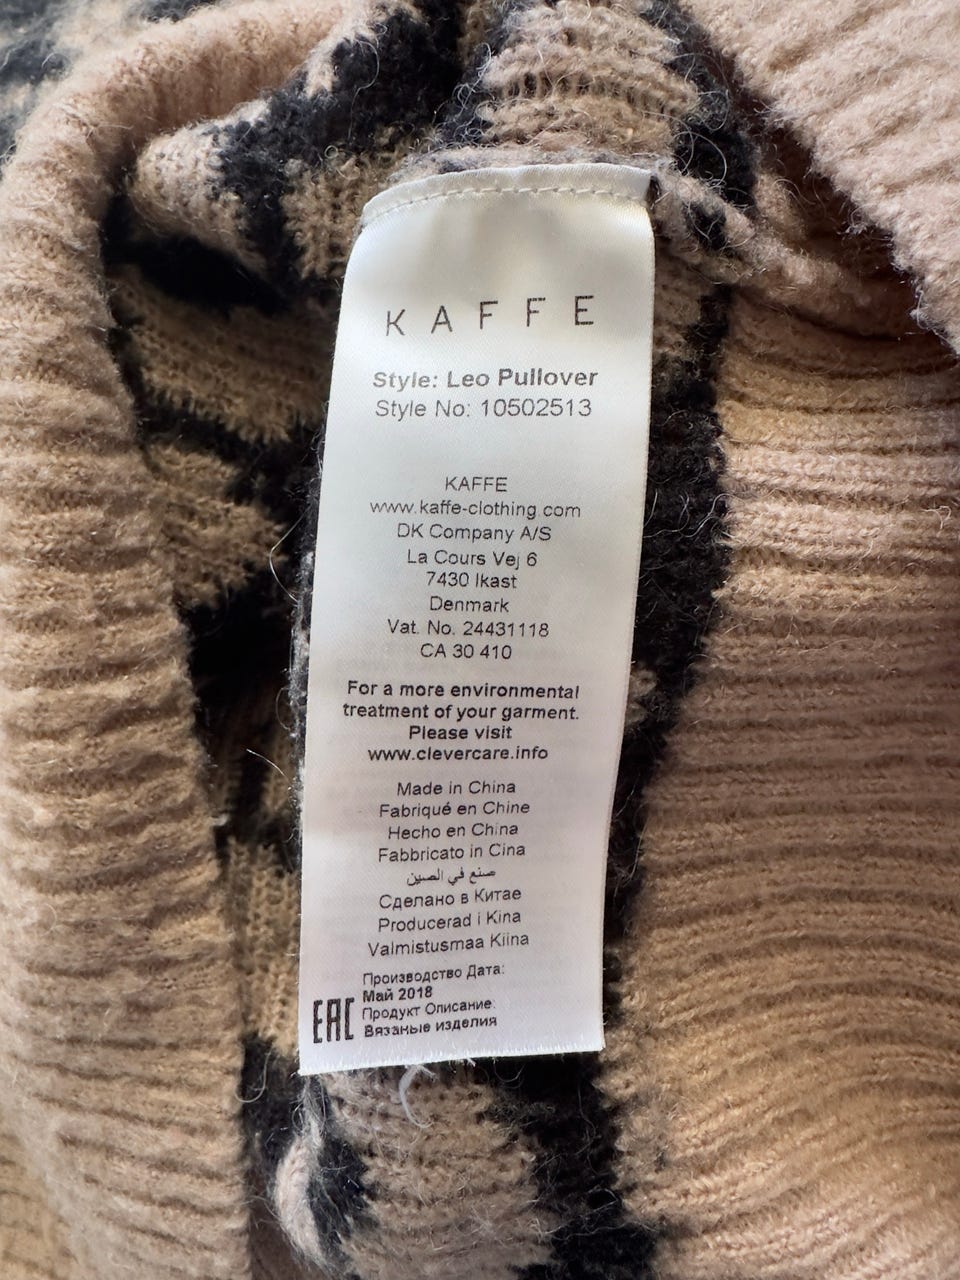 KAFFE
Style: Leo Pullover
Style No: 10502513
KAFFE
www.kaffe-clothing.com
DK Company A/S
La Cours Vej 6
7430 Ikast
Denmark
Vat. No. 24431118
CA 30 410
For a more environmental
treatment of your garment.
Please visit
www.clevercare.info
Made in China
Fabriqué en Chine
Hecho en China
Fabbricato in Cina
صنع في الصين
Сделано в Китае
Producerad i Kina
Valmistusmaa Kiina
Производство Дата:
Май 2018
Продукт Описание:
Вязаные изделия
EAC